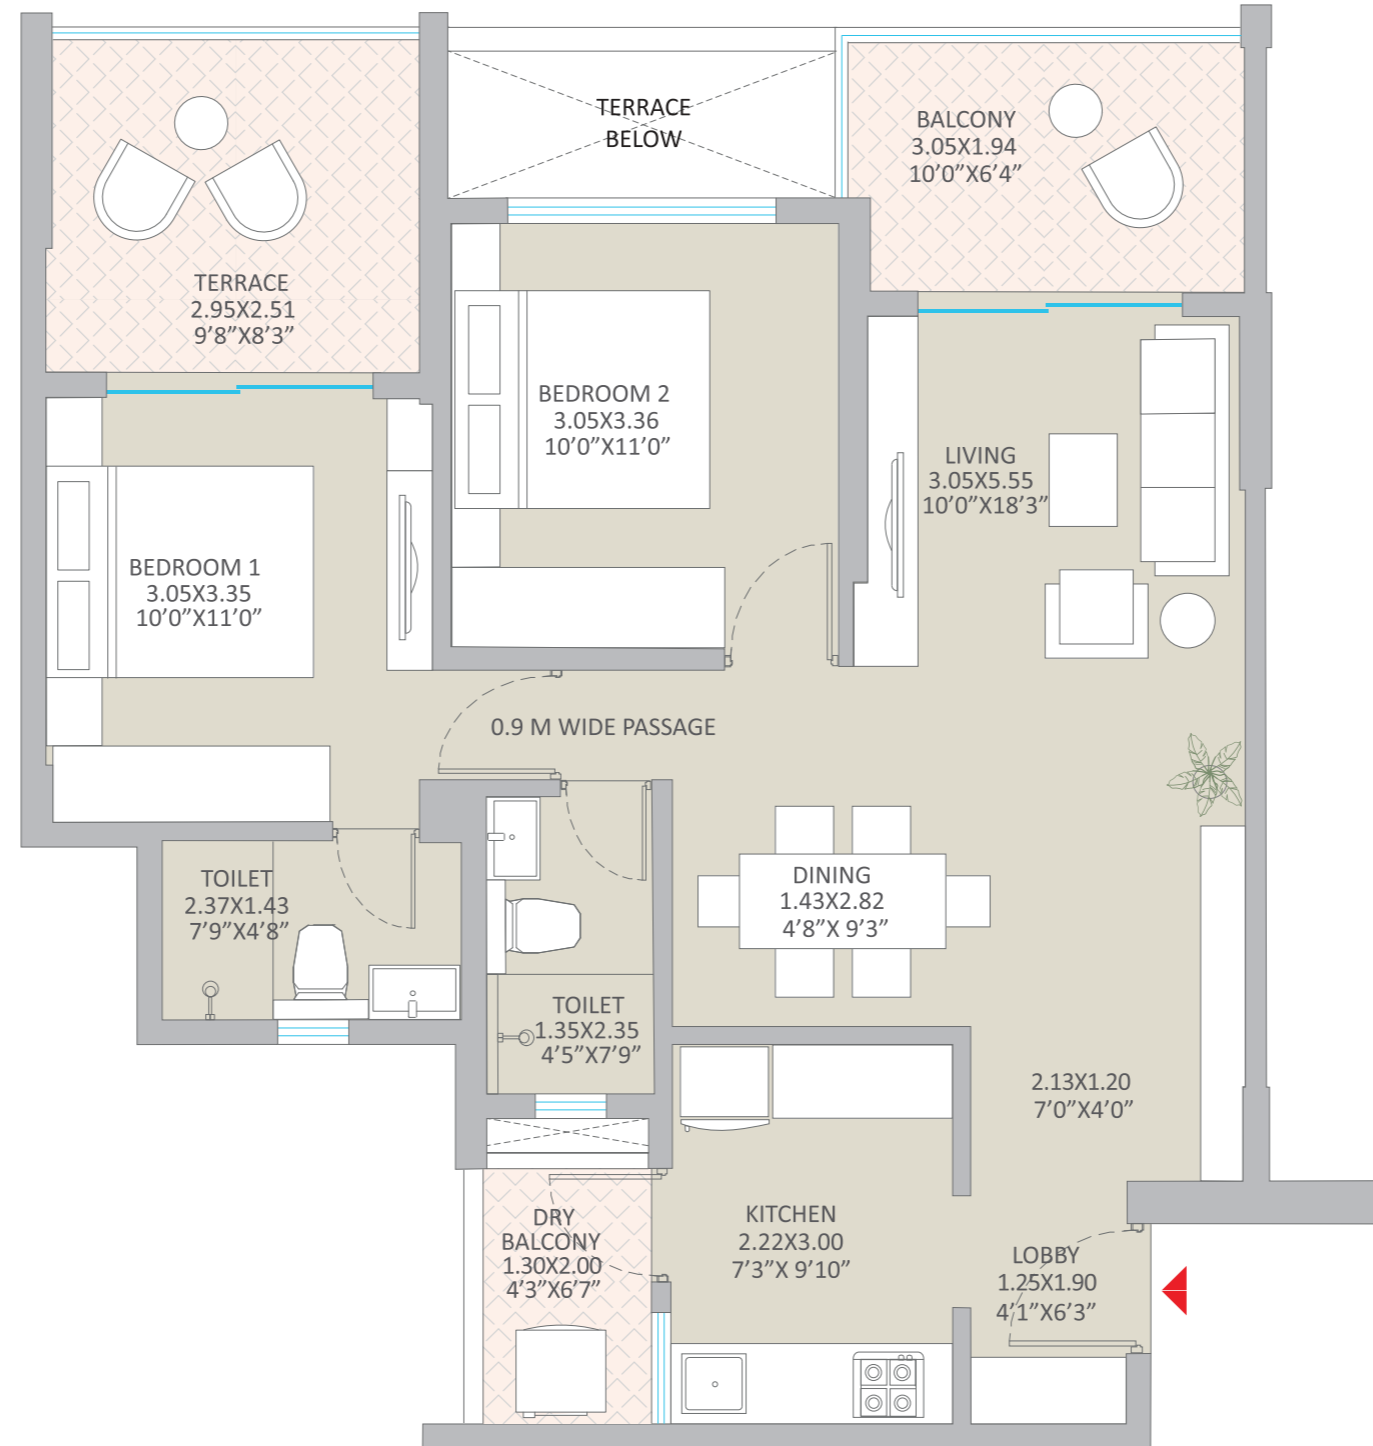 TERRACE
BELOW
BALCONY
3.05X1.94
10’0”X6’4”
TERRACE
2.95X2.51
9’8”X8’3”
BEDROOM 2
3.05X3.36
10’0”X11’0”
LIVING
3.05X5.55
10’0”X18’3”
BEDROOM 1
3.05X3.35
10’0”X11’0”
0.9 M WIDE PASSAGE
TOILET
2.37X1.43
7’9”X4’8”
DINING
1.43X2.82
4’8”X 9’3”
TOILET
1.35X2.35
4’5”X7’9”
2.13X1.20
7’0”X4’0”
DRY
BALCONY
1.30X2.00
4’3”X6’7”
KITCHEN
2.22X3.00
7’3”X 9’10”
LOBBY
1.25X1.90
4’1”X6’3”